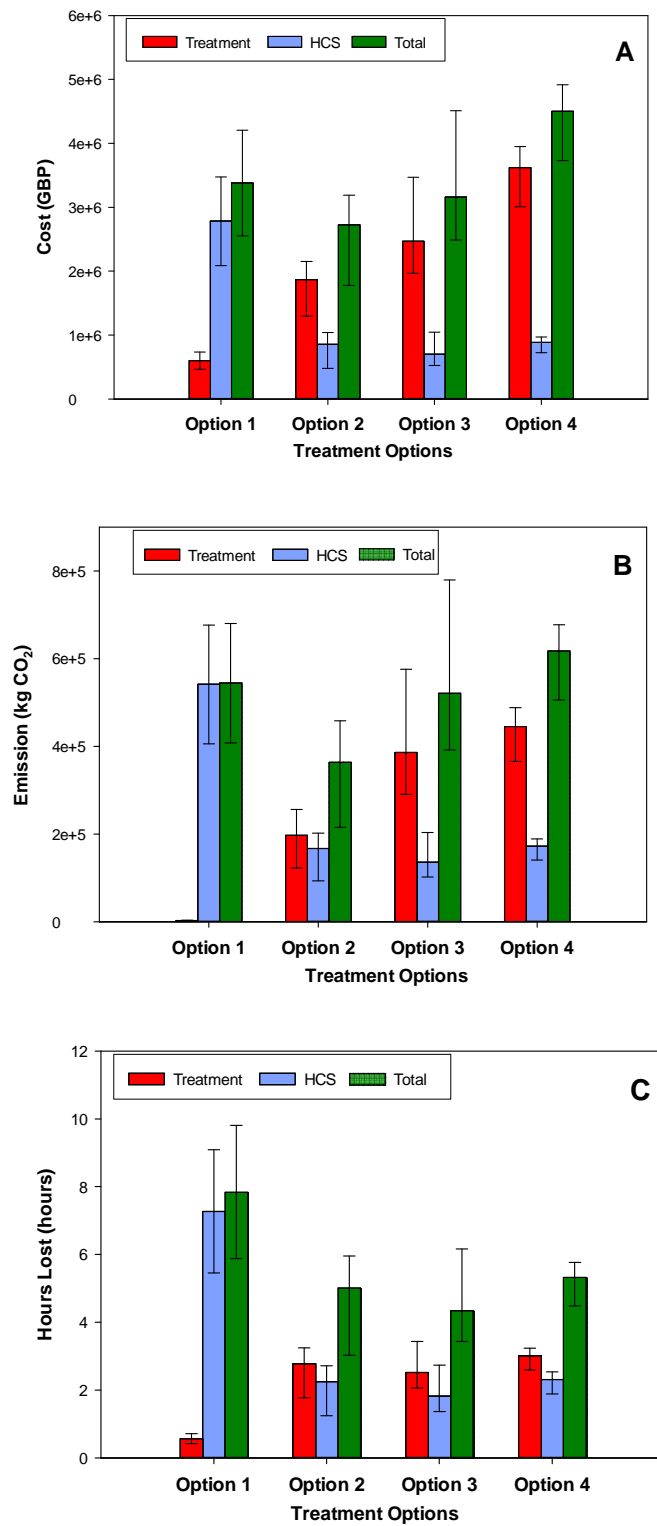 6e+6
Treatment HCS Total
A
5e+6
4e+6
3e+6
2e+6
1e+6
0
Cost (GBP)
Option 1 Option 2 Option 3 Option 4
Treatment Options
Treatment HCS Total
B
8e+5
6e+5
4e+5
2e+5
0
Emission (kg CO₂)
Option 1 Option 2 Option 3 Option 4
Treatment Options
12
Treatment HCS Total
C
10
8
6
4
2
0
Hours Lost (hours)
Option 1 Option 2 Option 3 Option 4
Treatment Options